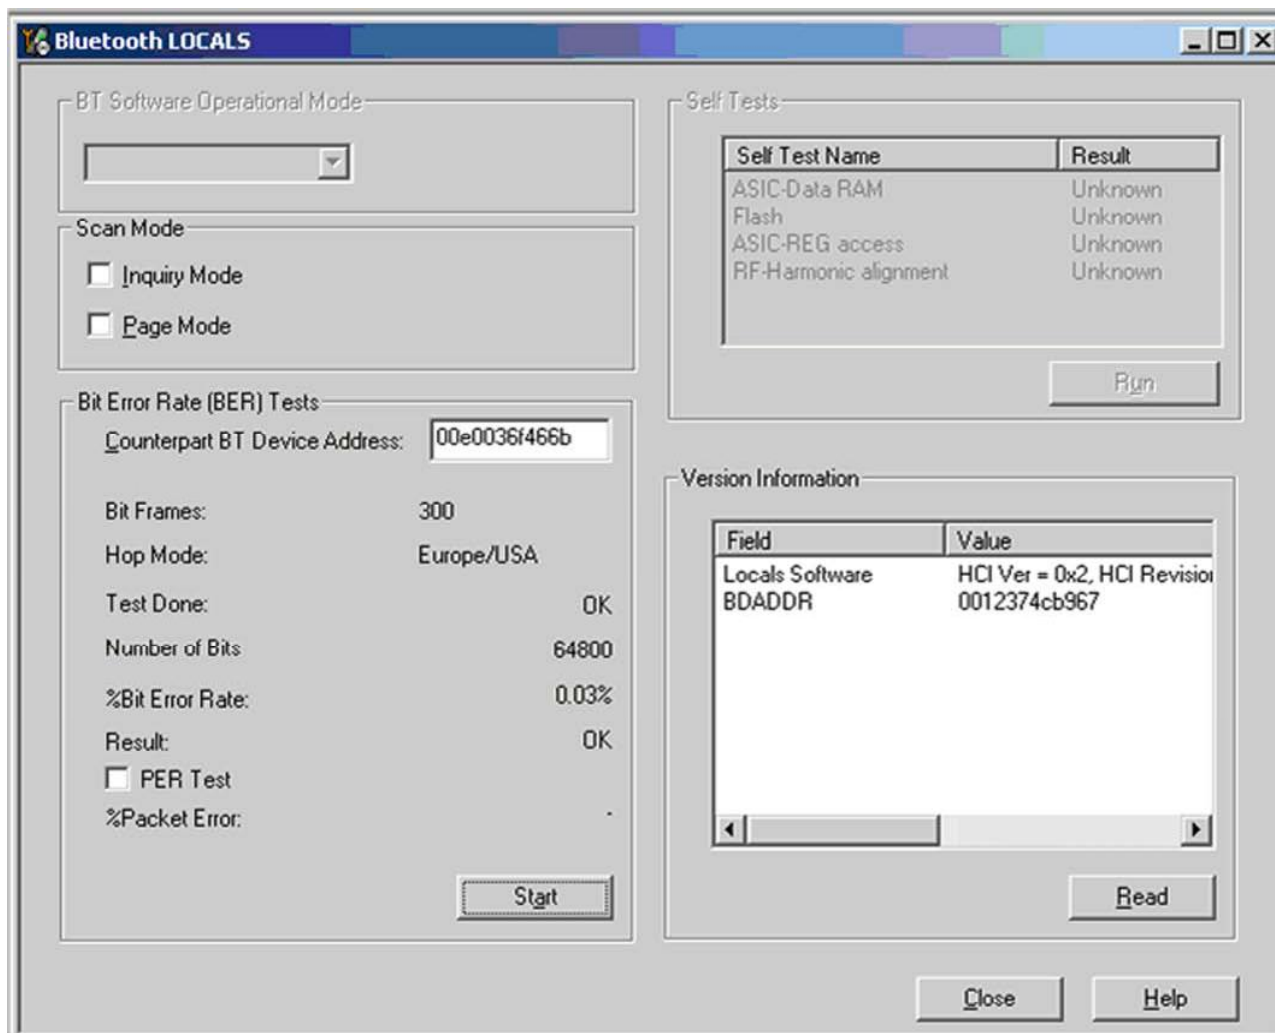 Bluetooth LOCALS
BT Software Operational Mode
Scan Mode
Inquiry Mode
Page Mode
Bit Error Rate (BER) Tests
Counterpart BT Device Address: 00e0036f466b
Bit Frames: 300
Hop Mode: Europe/USA
Test Done: OK
Number of Bits 64800
%Bit Error Rate: 0.03%
Result: OK
PER Test
%Packet Error: -
Start
Self Tests
Self Test Name Result
ASIC-Data RAM Unknown
Flash Unknown
ASIC-REG access Unknown
RF-Harmonic alignment Unknown
Run
Version Information
Field Value
Locals Software HCI Ver = 0x2, HCI Revisio
BDADDR 0012374cb967
Read
Close Help